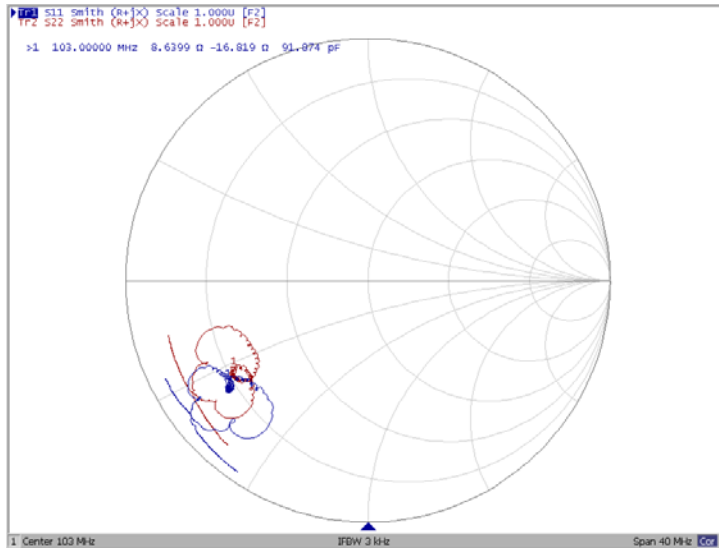 Tr1 S11 Smith (R+jX) Scale 1.000U [F2]
Tr2 S22 Smith (R+jX) Scale 1.000U [F2]
>1 103.00000 MHz 8.6399 Ω -16.819 Ω 91.874 pF
1 Center 103 MHz IFBW 3 kHz Span 40 MHz Cor